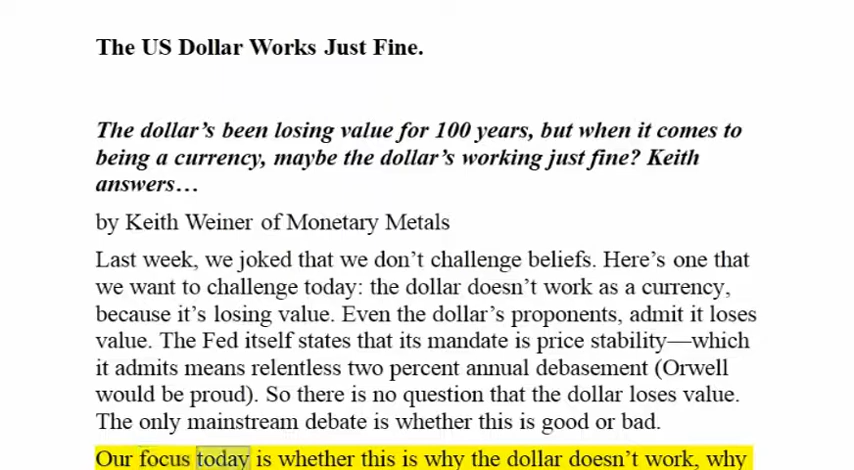 The US Dollar Works Just Fine.
The dollar’s been losing value for 100 years, but when it comes to
being a currency, maybe the dollar’s working just fine? Keith
answers…
by Keith Weiner of Monetary Metals
Last week, we joked that we don’t challenge beliefs. Here’s one that
we want to challenge today: the dollar doesn’t work as a currency,
because it’s losing value. Even the dollar’s proponents, admit it loses
value. The Fed itself states that its mandate is price stability—which
it admits means relentless two percent annual debasement (Orwell
would be proud). So there is no question that the dollar loses value.
The only mainstream debate is whether this is good or bad.
Our focus today is whether this is why the dollar doesn’t work, why